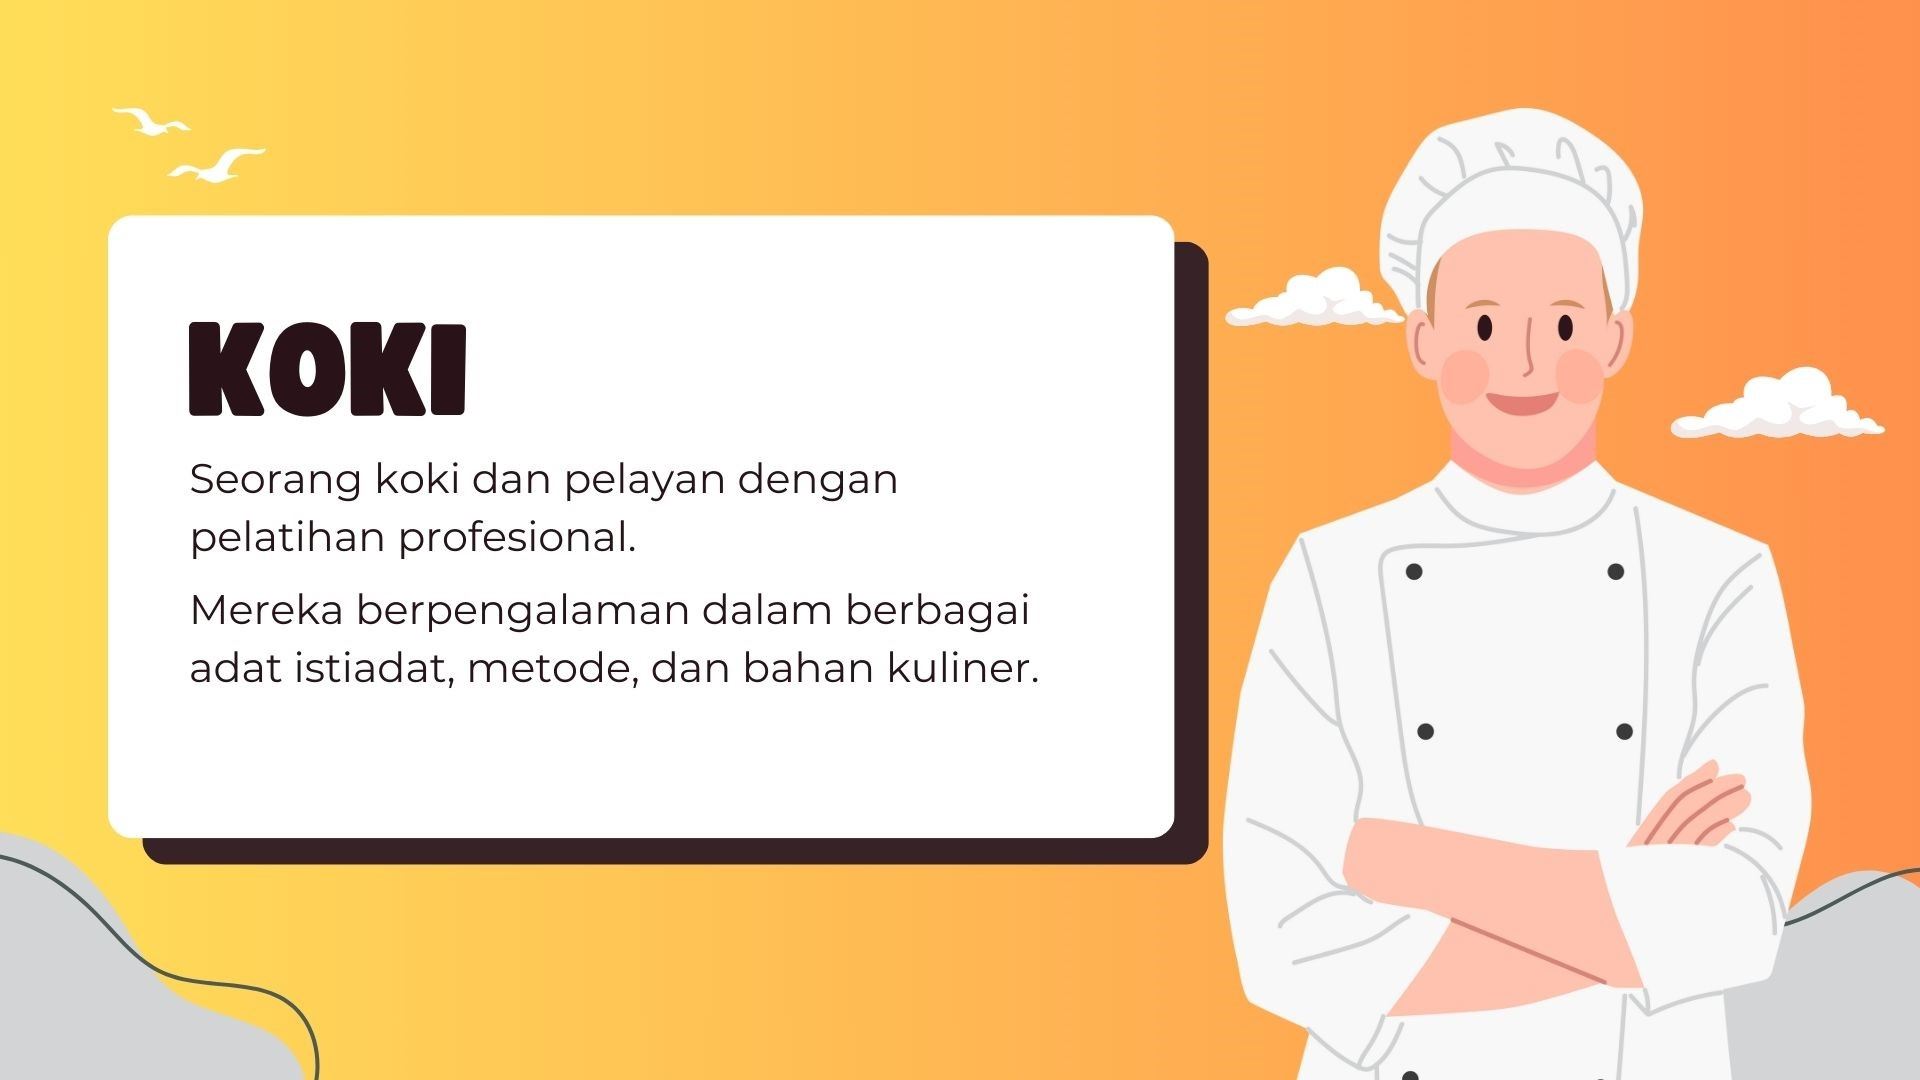 KOKI
Seorang koki dan pelayan dengan
pelatihan profesional.
Mereka berpengalaman dalam berbagai
adat istiadat, metode, dan bahan kuliner.